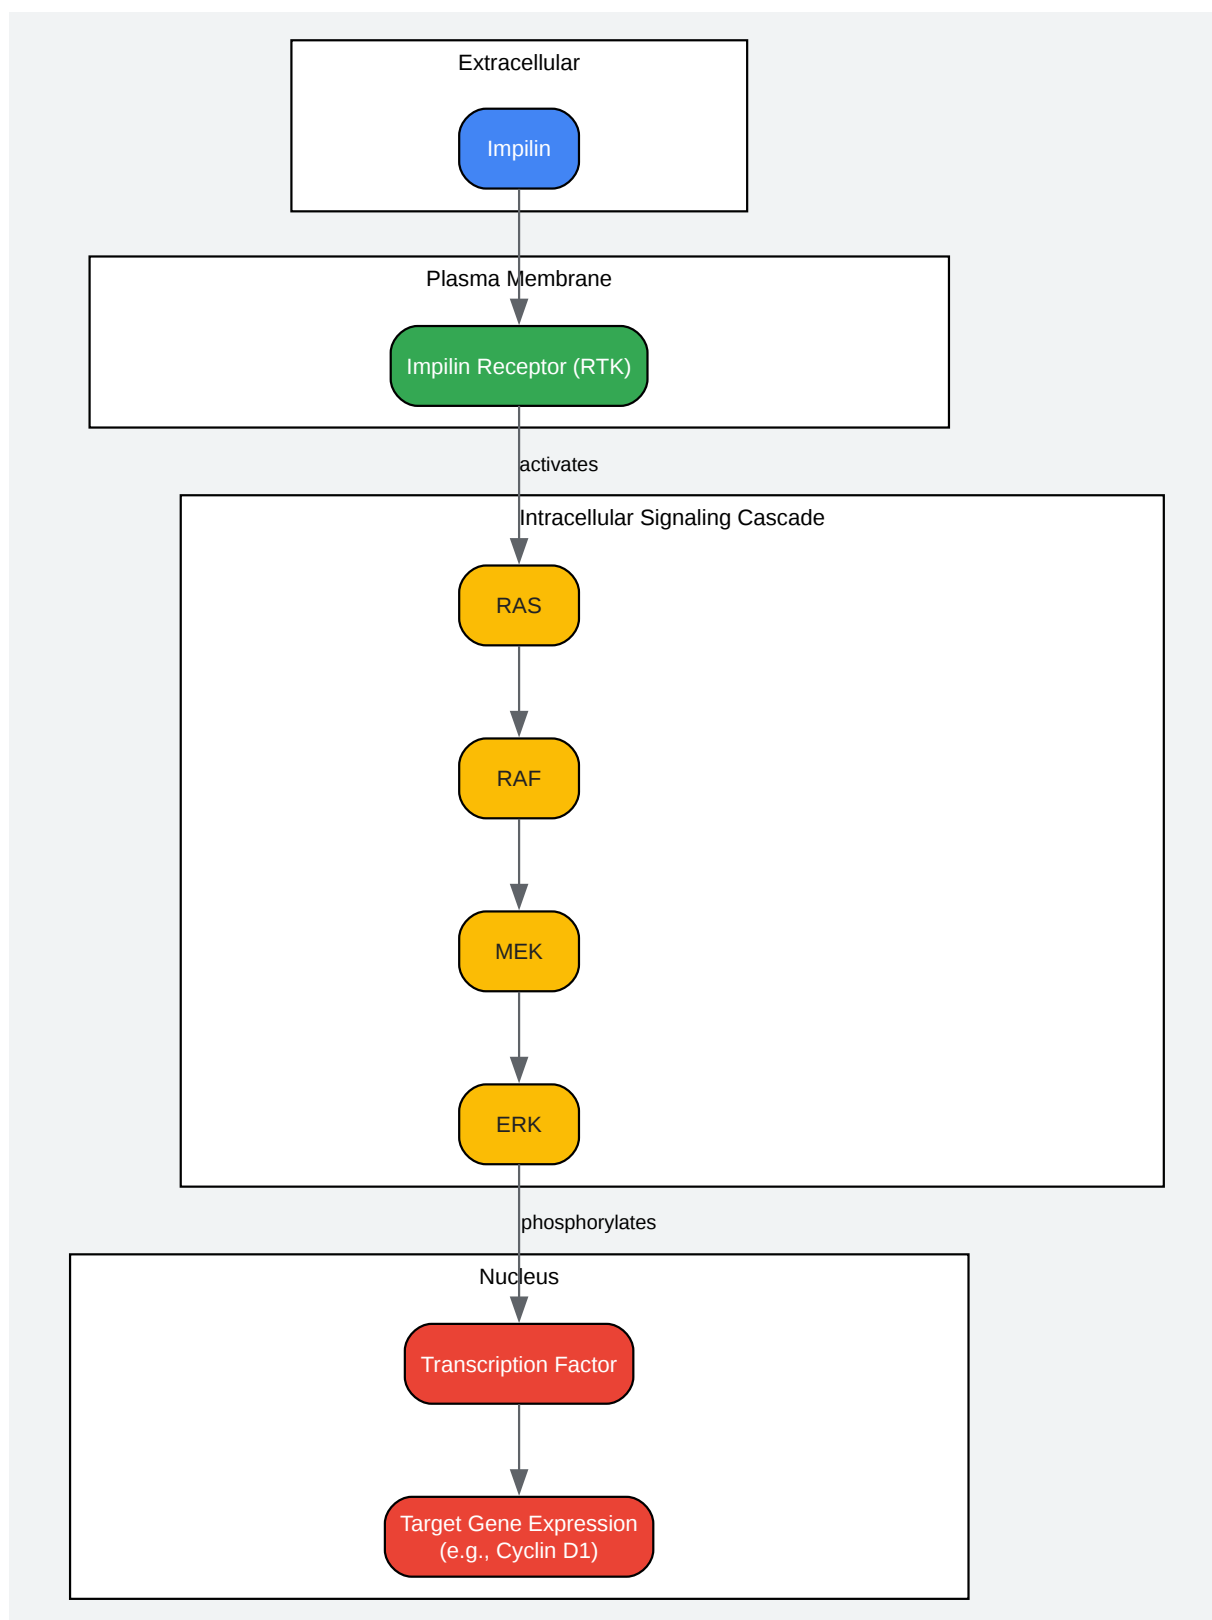 Extracellular
Impilin
Plasma Membrane
Impilin Receptor (RTK)
activates
Intracellular Signaling Cascade
RAS
RAF
MEK
ERK
phosphorylates
Nucleus
Transcription Factor
Target Gene Expression
(e.g., Cyclin D1)